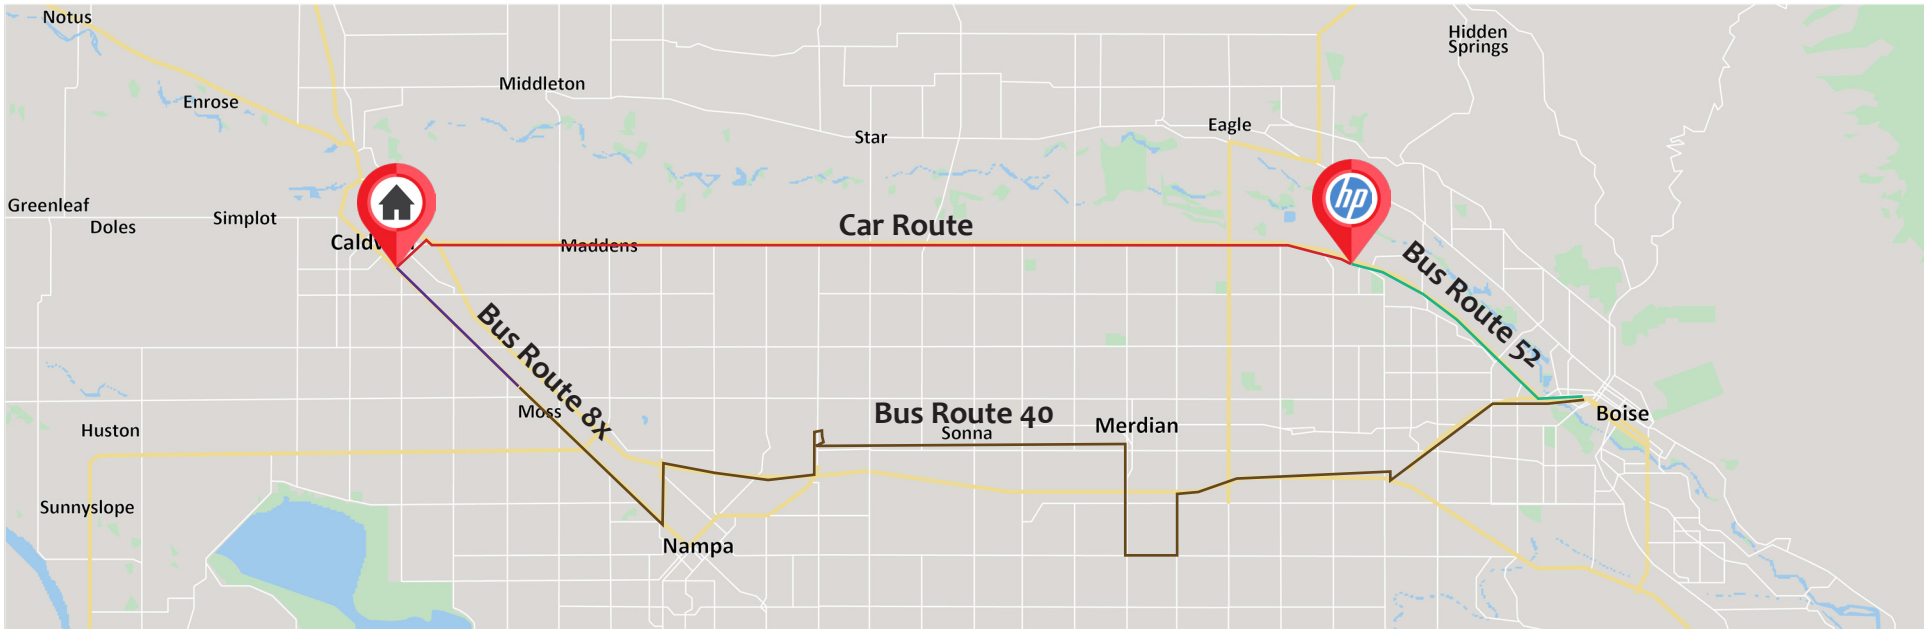 Notus
Hidden
Springs
Middleton
Enrose
Eagle
Star
hp
Greenleaf
Simplot
Doles
Car Route
Maddens
Bus Route 52
Bus Route 8x
Moss
Bus Route 40
Sonna
Merdian
Boise
Huston
Sunnyslope
Nampa